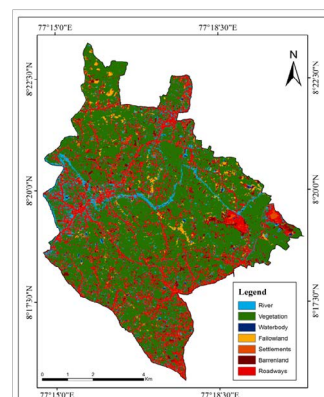 77°15'0"E
77°18'30"E
N
8°22'30"N
8°22'30"N
8°20'0"N
8°20'0"N
8°17'30"N
8°17'30"N
Legend
River
Vegetation
Waterbody
Fallowland
Settlements
Barrenland
Roadways
0 1 2 4
Km
77°15'0"E
77°18'30"E